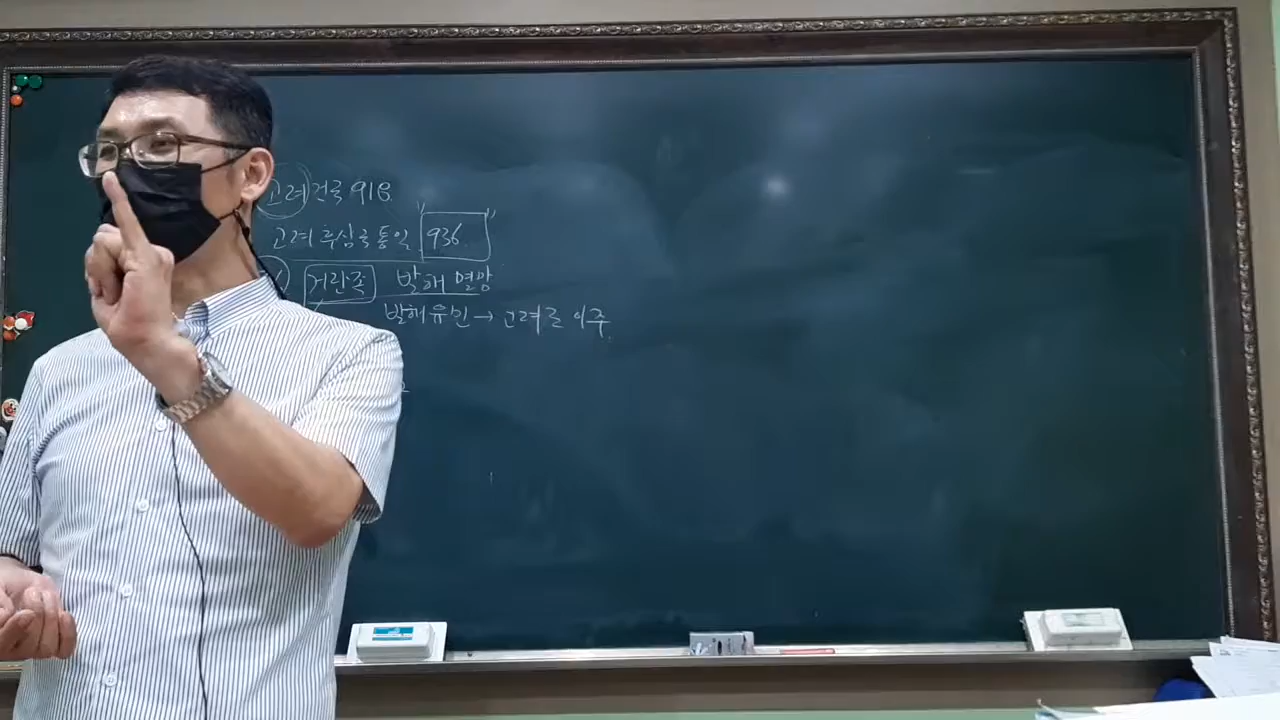 고려 건국 918.
고려 후삼국 통일 "936."
거란족 발해 멸망
발해유민 → 고려로 이주.